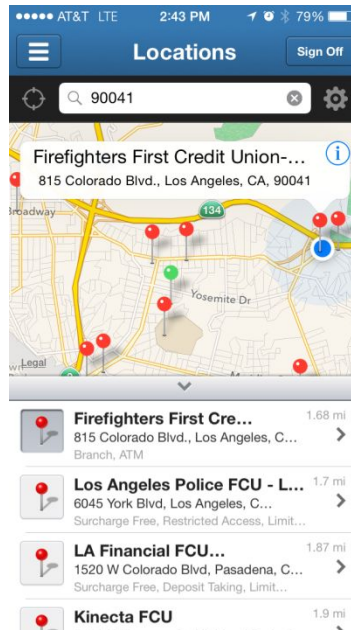 AT&T LTE 2:43 PM 79%
Locations
Sign Off
90041
Firefighters First Credit Union-...
815 Colorado Blvd., Los Angeles, CA, 90041
134
Yosemite Dr
Legal
Firefighters First Cre... 1.68 mi
815 Colorado Blvd., Los Angeles, C...
Branch, ATM
Los Angeles Police FCU - L... 1.7 mi
6045 York Blvd, Los Angeles, C...
Surcharge Free, Restricted Access, Limit...
LA Financial FCU... 1.87 mi
1520 W Colorado Blvd, Pasadena, C...
Surcharge Free, Deposit Taking, Limit...
Kinecta FCU 1.9 mi